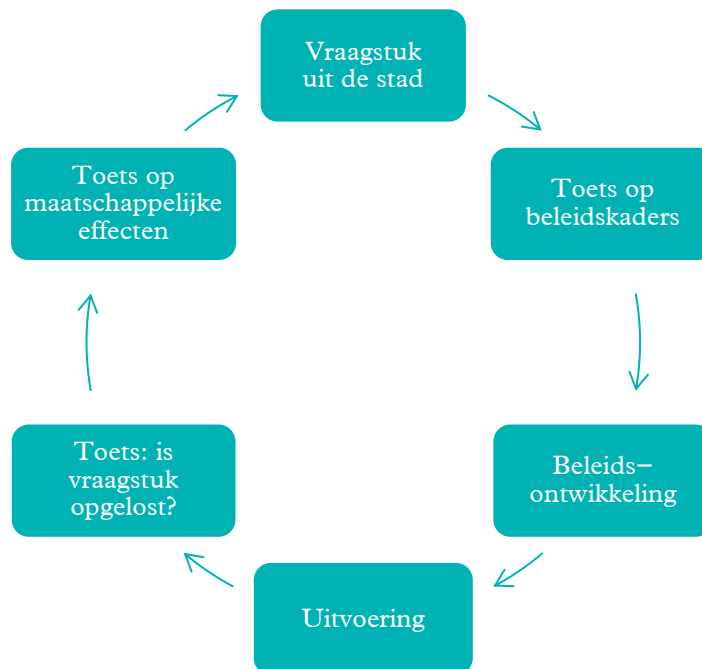 Vraagstuk
uit de stad
Toets op
beleidskaders
Beleids–
ontwikkeling
Uitvoering
Toets: is
vraagstuk
opgelost?
Toets op
maatschappelijke
effecten